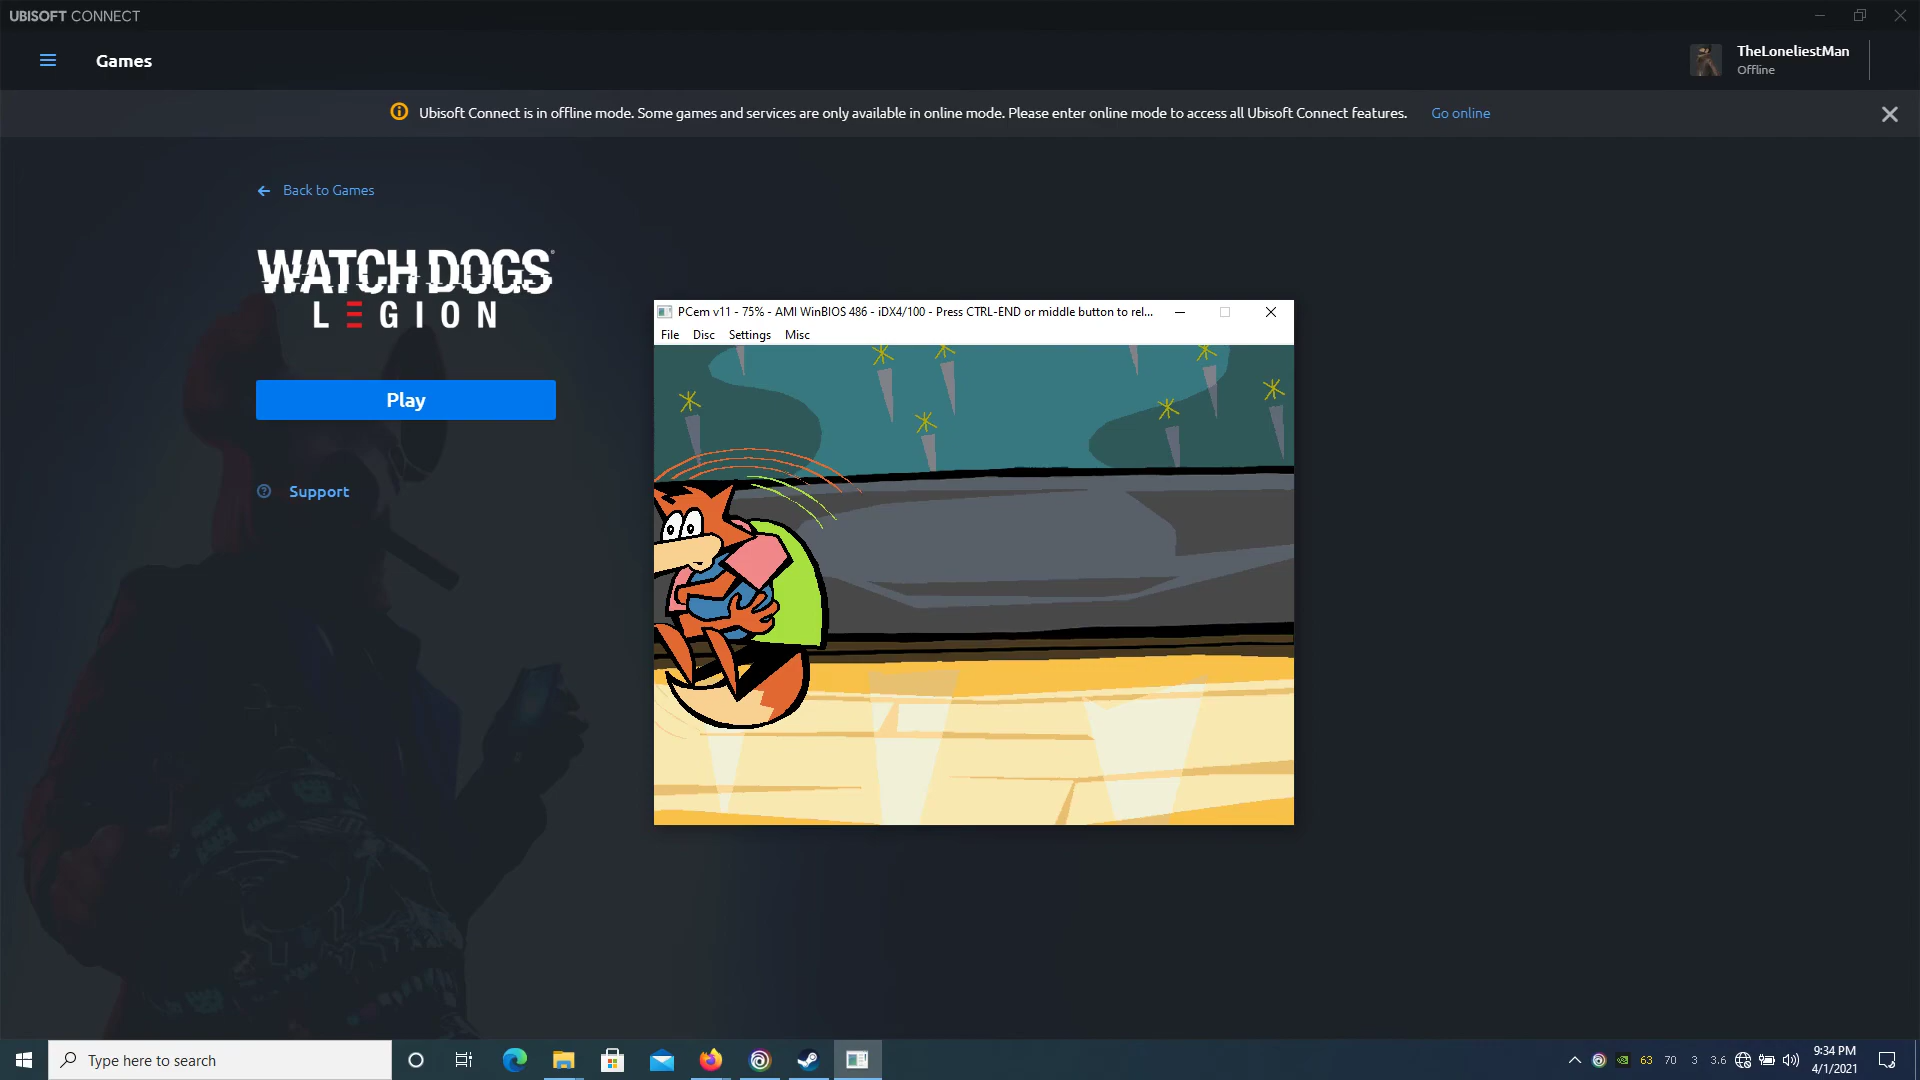 UBISOFT CONNECT
Games
TheLoneliestMan
Offline
Ubisoft Connect is in offline mode. Some games and services are only available in online mode. Please enter online mode to access all Ubisoft Connect features. Go online
Back to Games
WATCH DOGS
LEGION
Play
Support
PCem v11 - 75% - AMI WinBIOS 486 - iDX4/100 - Press CTRL-END or middle button to rel...
File Disc Settings Misc
Type here to search
63 70 3 3.6
9:34 PM
4/1/2021